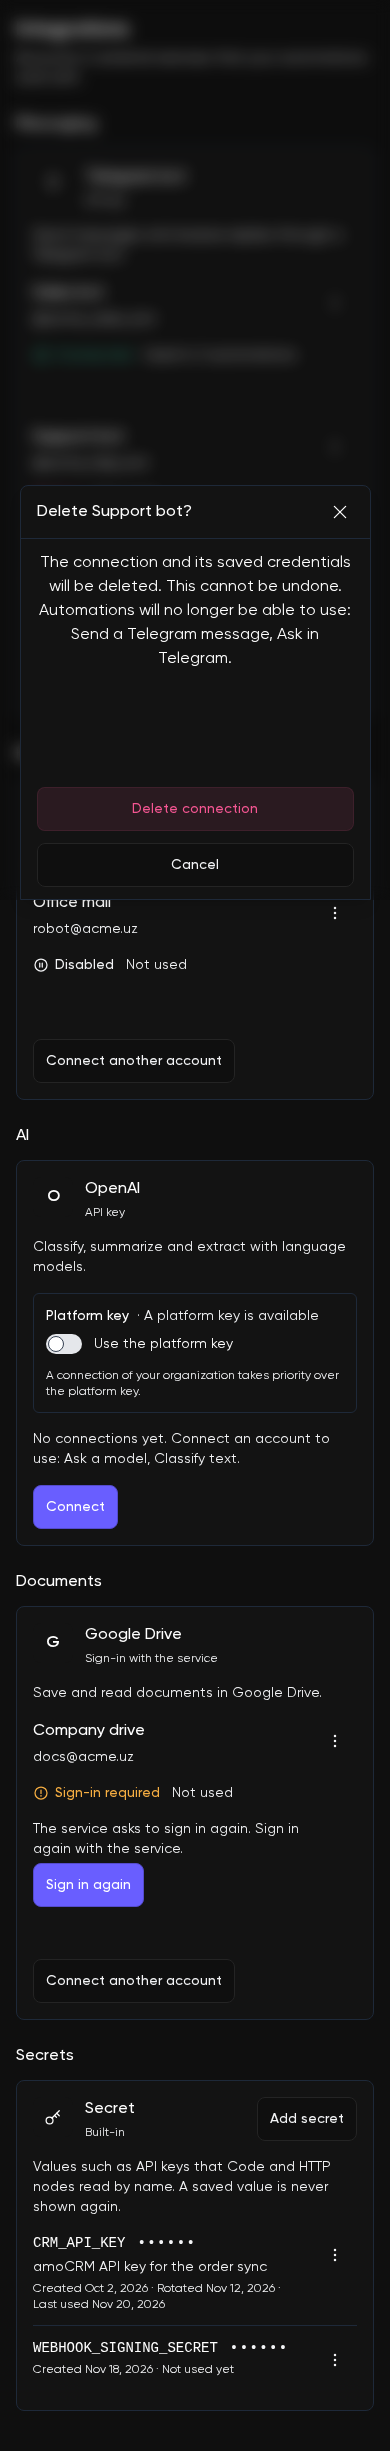 Integrations
Messaging
Delete Support bot?
The connection and its saved credentials
will be deleted. This cannot be undone.
Automations will no longer be able to use:
Send a Telegram message, Ask in
Telegram.
Delete connection
Cancel
Office mail
robot@acme.uz
Disabled Not used
Connect another account
AI
O OpenAI
API key
Classify, summarize and extract with language
models.
Platform key · A platform key is available
Use the platform key
A connection of your organization takes priority over
the platform key.
No connections yet. Connect an account to
use: Ask a model, Classify text.
Connect
Documents
G Google Drive
Sign-in with the service
Save and read documents in Google Drive.
Company drive
docs@acme.uz
Sign-in required Not used
The service asks to sign in again. Sign in
again with the service.
Sign in again
Connect another account
Secrets
Secret
Built-in
Add secret
Values such as API keys that Code and HTTP
nodes read by name. A saved value is never
shown again.
CRM_API_KEY ••••••
amoCRM API key for the order sync
Created Oct 2, 2026 · Rotated Nov 12, 2026 ·
Last used Nov 20, 2026
WEBHOOK_SIGNING_SECRET ••••••
Created Nov 18, 2026 · Not used yet